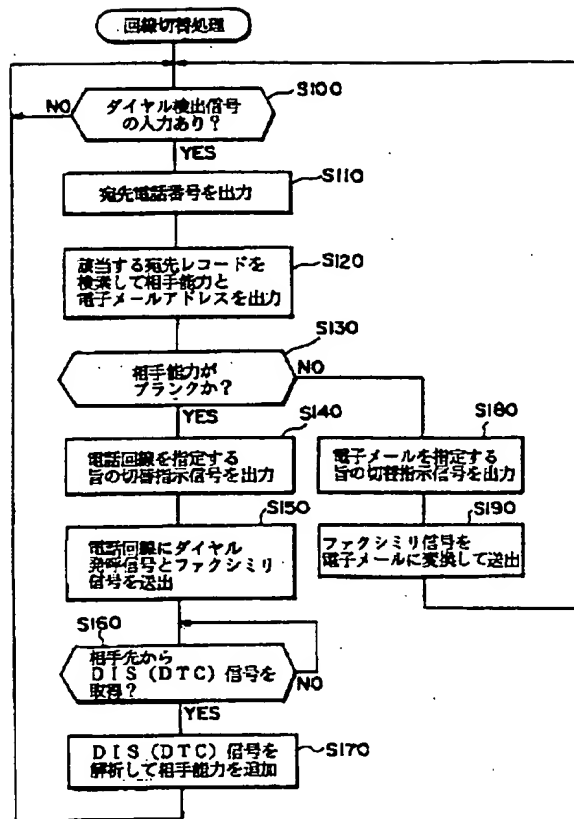 回線切替処理
S100
NO
ダイヤル検出信号
の入力あり?
YES
S110
宛先電話番号を出力
S120
該当する宛先レコードを
検索して相手能力と
電子メールアドレスを出力
S130
相手能力が
ブランクか?
NO
YES
S140
電話回線を指定する
旨の切替指示信号を出力
S180
電子メールを指定する
旨の切替指示信号を出力
S150
電話回線にダイヤル
発呼信号とファクシミリ
信号を送出
S190
ファクシミリ信号を
電子メールに変換して送出
S160
相手先から
DIS(DTC)信号を
取得?
NO
YES
S170
DIS(DTC)信号を
解析して相手能力を追加